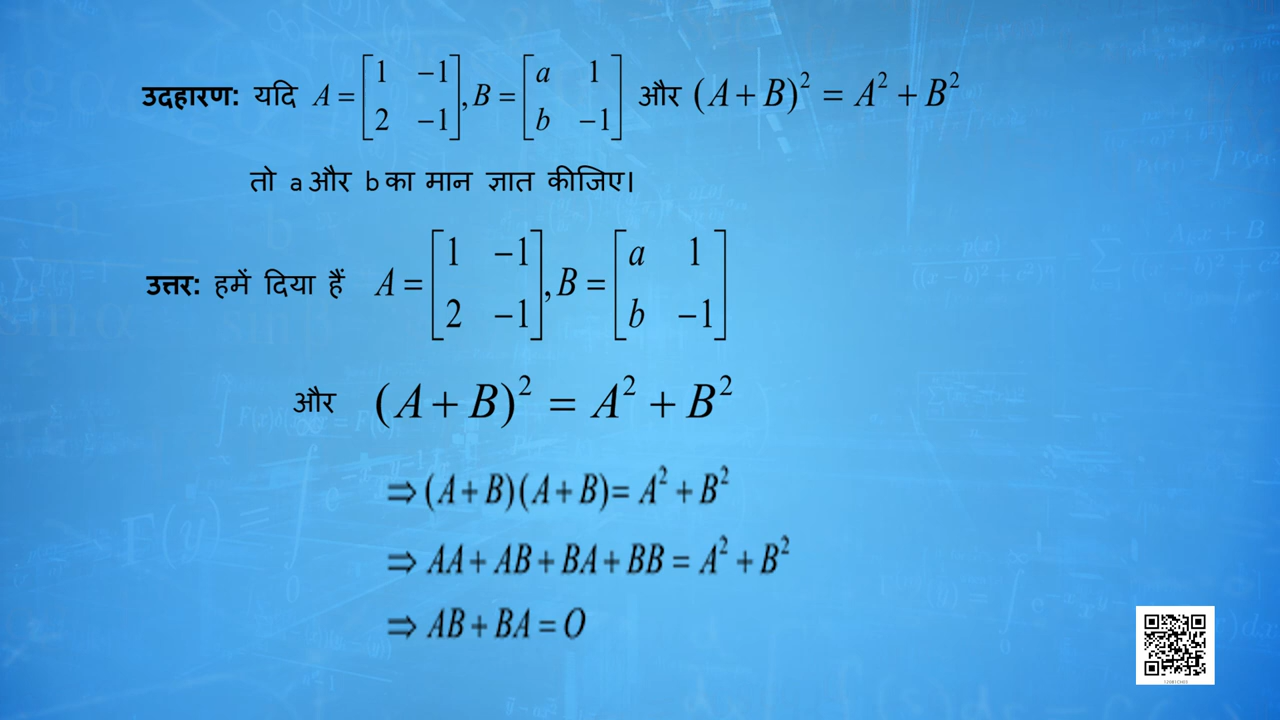 उदहारण: यदि A = [1 −1; 2 −1], B = [a 1; b −1] और (A + B)² = A² + B²
तो a और b का मान ज्ञात कीजिए।
उत्तर: हमें दिया हैं A = [1 −1; 2 −1], B = [a 1; b −1]
और (A + B)² = A² + B²
⇒ (A + B)(A + B) = A² + B²
⇒ AA + AB + BA + BB = A² + B²
⇒ AB + BA = O